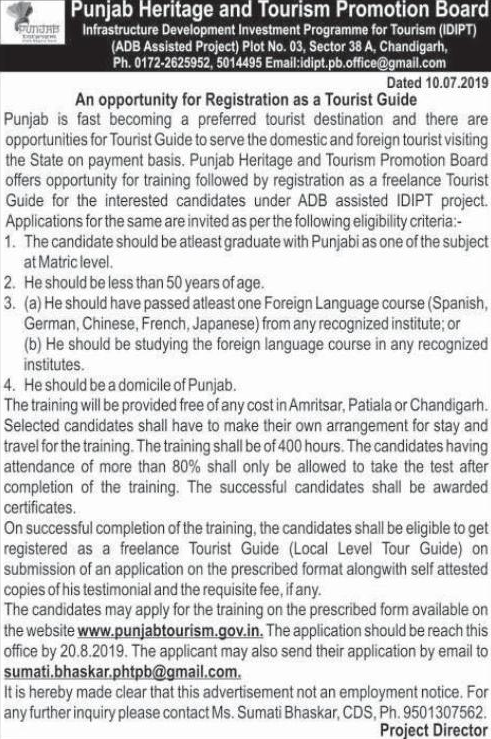 PUNJAB
Punjab Heritage and Tourism Promotion Board
Infrastructure Development Investment Programme for Tourism (IDIPT)
(ADB Assisted Project) Plot No. 03, Sector 38 A, Chandigarh,
Ph. 0172-2625952, 5014495 Email:idipt.pb.office@gmail.com
Dated 10.07.2019
An opportunity for Registration as a Tourist Guide
Punjab is fast becoming a preferred tourist destination and there are
opportunities for Tourist Guide to serve the domestic and foreign tourist visiting
the State on payment basis. Punjab Heritage and Tourism Promotion Board
offers opportunity for training followed by registration as a freelance Tourist
Guide for the interested candidates under ADB assisted IDIPT project.
Applications for the same are invited as per the following eligibility criteria:-
1. The candidate should be atleast graduate with Punjabi as one of the subject
at Matric level.
2. He should be less than 50 years of age.
3. (a) He should have passed atleast one Foreign Language course (Spanish,
German, Chinese, French, Japanese) from any recognized institute; or
(b) He should be studying the foreign language course in any recognized
institutes.
4. He should be a domicile of Punjab.
The training will be provided free of any cost in Amritsar, Patiala or Chandigarh.
Selected candidates shall have to make their own arrangement for stay and
travel for the training. The training shall be of 400 hours. The candidates having
attendance of more than 80% shall only be allowed to take the test after
completion of the training. The successful candidates shall be awarded
certificates.
On successful completion of the training, the candidates shall be eligible to get
registered as a freelance Tourist Guide (Local Level Tour Guide) on
submission of an application on the prescribed format alongwith self attested
copies of his testimonial and the requisite fee, if any.
The candidates may apply for the training on the prescribed form available on
the website www.punjabtourism.gov.in. The application should be reach this
office by 20.8.2019. The applicant may also send their application by email to
sumati.bhaskar.phtpb@gmail.com.
It is hereby made clear that this advertisement not an employment notice. For
any further inquiry please contact Ms. Sumati Bhaskar, CDS, Ph. 9501307562.
Project Director